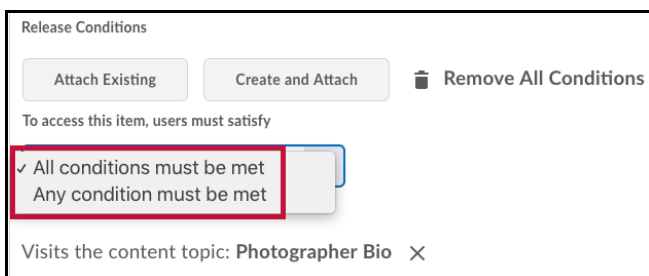 Release Conditions
Attach Existing Create and Attach Remove All Conditions
To access this item, users must satisfy
✓ All conditions must be met
Any condition must be met
Visits the content topic: Photographer Bio ×